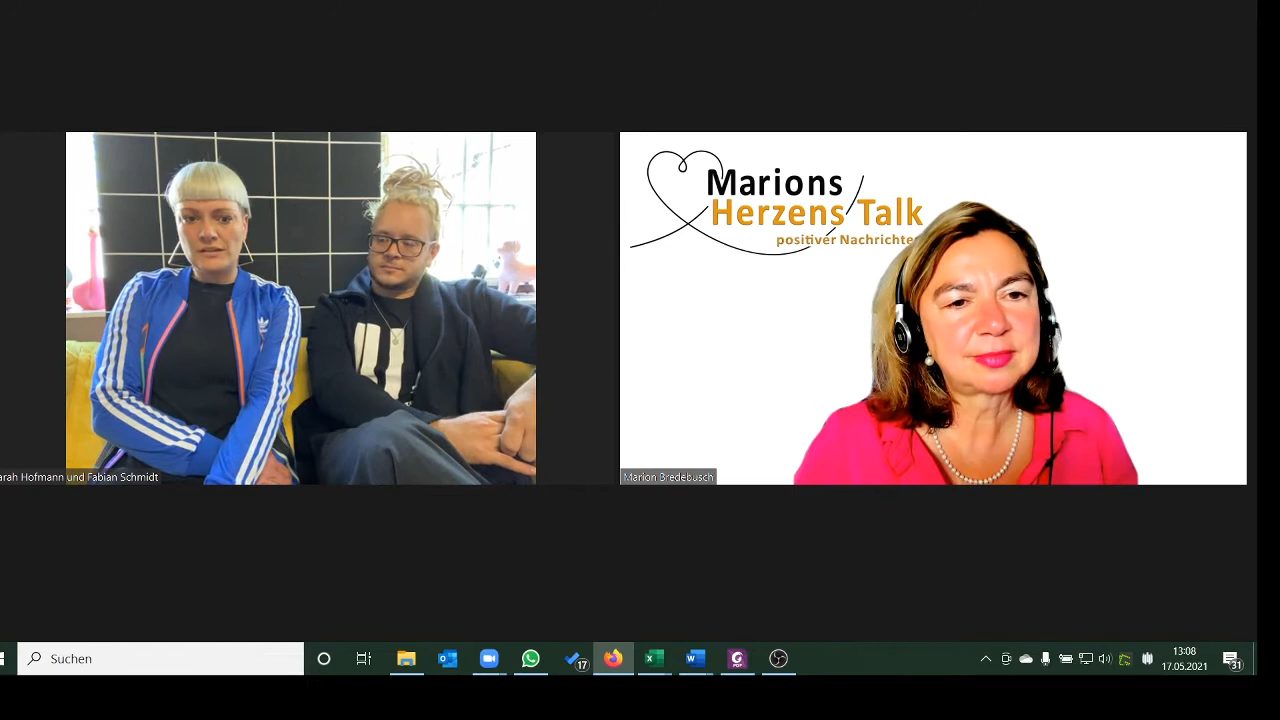 Marions
Herzens Talk
positiver Nachrichte
arah Hofmann und Fabian Schmidt
Marion Bredebusch
Suchen
17
13:08
17.05.2021
31